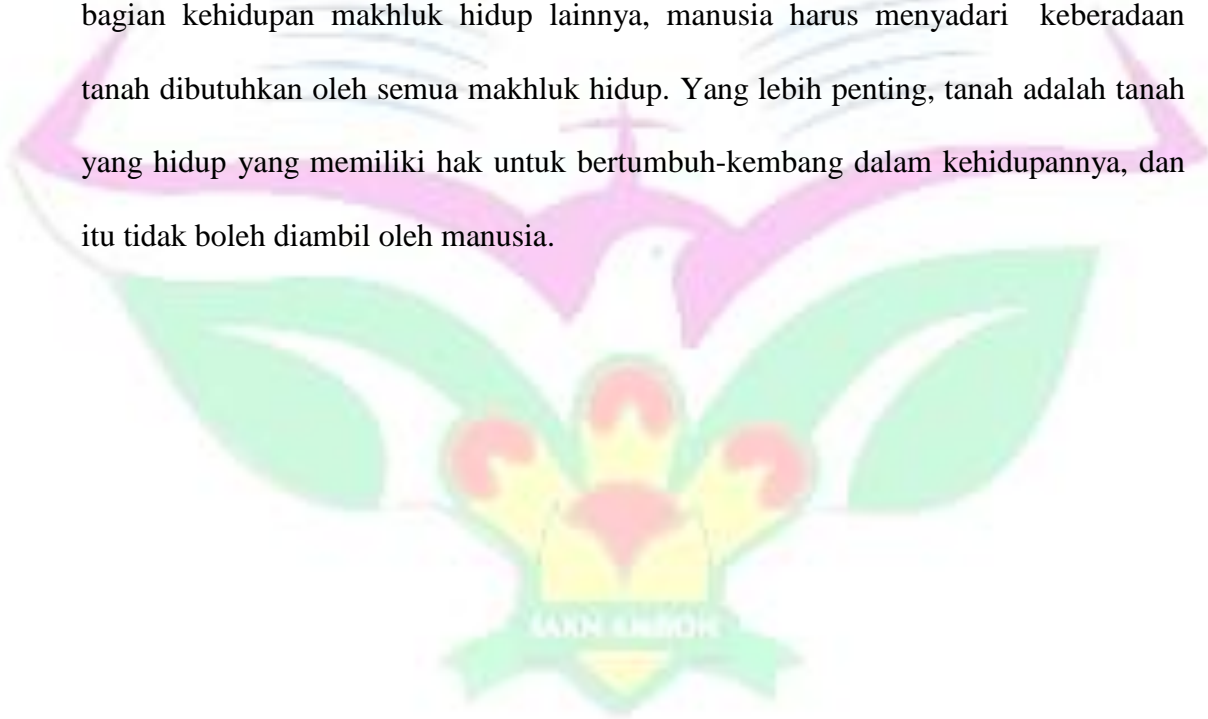 bagian kehidupan makhluk hidup lainnya, manusia harus menyadari keberadaan
tanah dibutuhkan oleh semua makhluk hidup. Yang lebih penting, tanah adalah tanah
yang hidup yang memiliki hak untuk bertumbuh-kembang dalam kehidupannya, dan
itu tidak boleh diambil oleh manusia.
IAKN AMBON